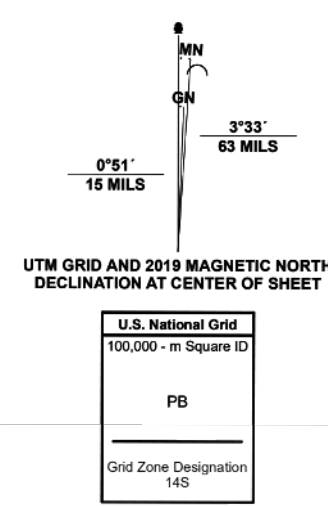 MN
GN
3°33´
63 MILS
0°51´
15 MILS
UTM GRID AND 2019 MAGNETIC NORTH
DECLINATION AT CENTER OF SHEET
U.S. National Grid
100,000 - m Square ID
PB
Grid Zone Designation
14S